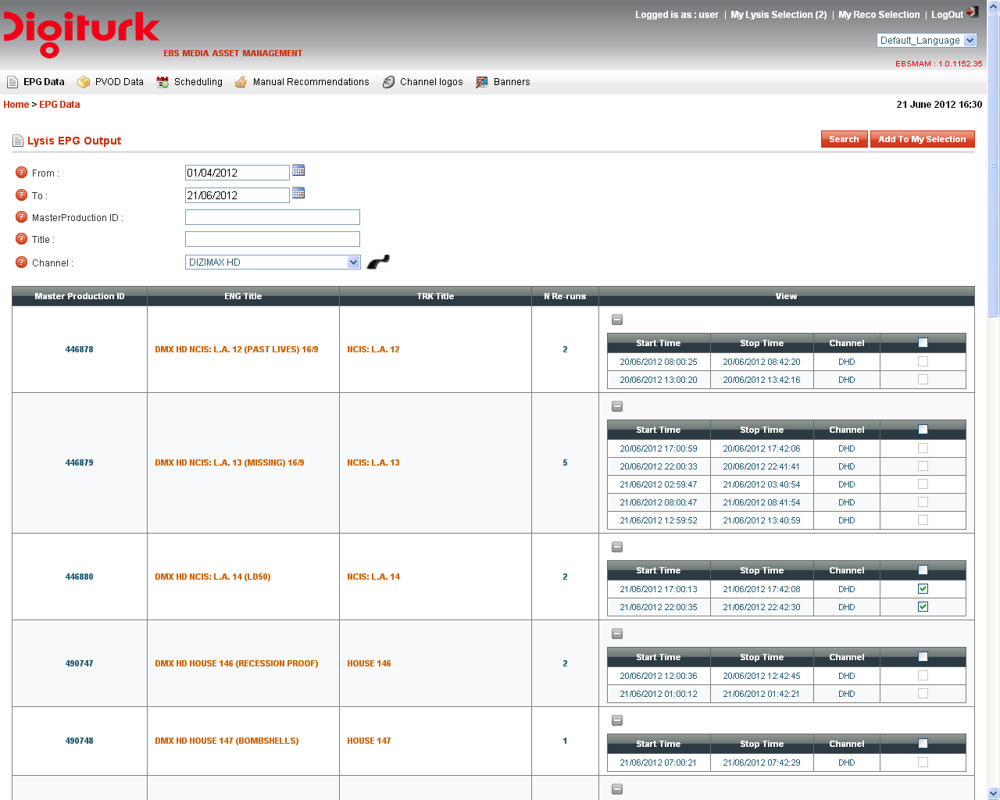 Digiturk
EBS MEDIA ASSET MANAGEMENT
Logged is as : user | My Lysis Selection (2) | My Reco Selection | LogOut
Default_Language
EBSMAM : 1.0.1152.35
EPG Data PVOD Data Scheduling Manual Recommendations Channel logos Banners
Home > EPG Data
21 June 2012 16:30
Lysis EPG Output
Search Add To My Selection
From : 01/04/2012
To : 21/06/2012
MasterProduction ID :
Title :
Channel : DIZIMAX HD
Master Production ID ENG Title TRK Title N Re-runs View
446878 DMX HD NCIS: L.A. 12 (PAST LIVES) 16/9 NCIS: L.A. 12 2
Start Time Stop Time Channel
20/06/2012 08:00:25 20/06/2012 08:42:20 DHD
20/06/2012 13:00:20 20/06/2012 13:42:16 DHD
446879 DMX HD NCIS: L.A. 13 (MISSING) 16/9 NCIS: L.A. 13 5
Start Time Stop Time Channel
20/06/2012 17:00:59 20/06/2012 17:42:06 DHD
20/06/2012 22:00:33 20/06/2012 22:41:41 DHD
21/06/2012 02:59:47 21/06/2012 03:40:54 DHD
21/06/2012 08:00:47 21/06/2012 08:41:54 DHD
21/06/2012 12:59:52 21/06/2012 13:40:59 DHD
446880 DMX HD NCIS: L.A. 14 (LD50) NCIS: L.A. 14 2
Start Time Stop Time Channel
21/06/2012 17:00:13 21/06/2012 17:42:08 DHD
21/06/2012 22:00:35 21/06/2012 22:42:30 DHD
490747 DMX HD HOUSE 146 (RECESSION PROOF) HOUSE 146 2
Start Time Stop Time Channel
20/06/2012 12:00:36 20/06/2012 12:42:45 DHD
21/06/2012 01:00:12 21/06/2012 01:42:21 DHD
490748 DMX HD HOUSE 147 (BOMBSHELLS) HOUSE 147 1
Start Time Stop Time Channel
21/06/2012 07:00:21 21/06/2012 07:42:29 DHD